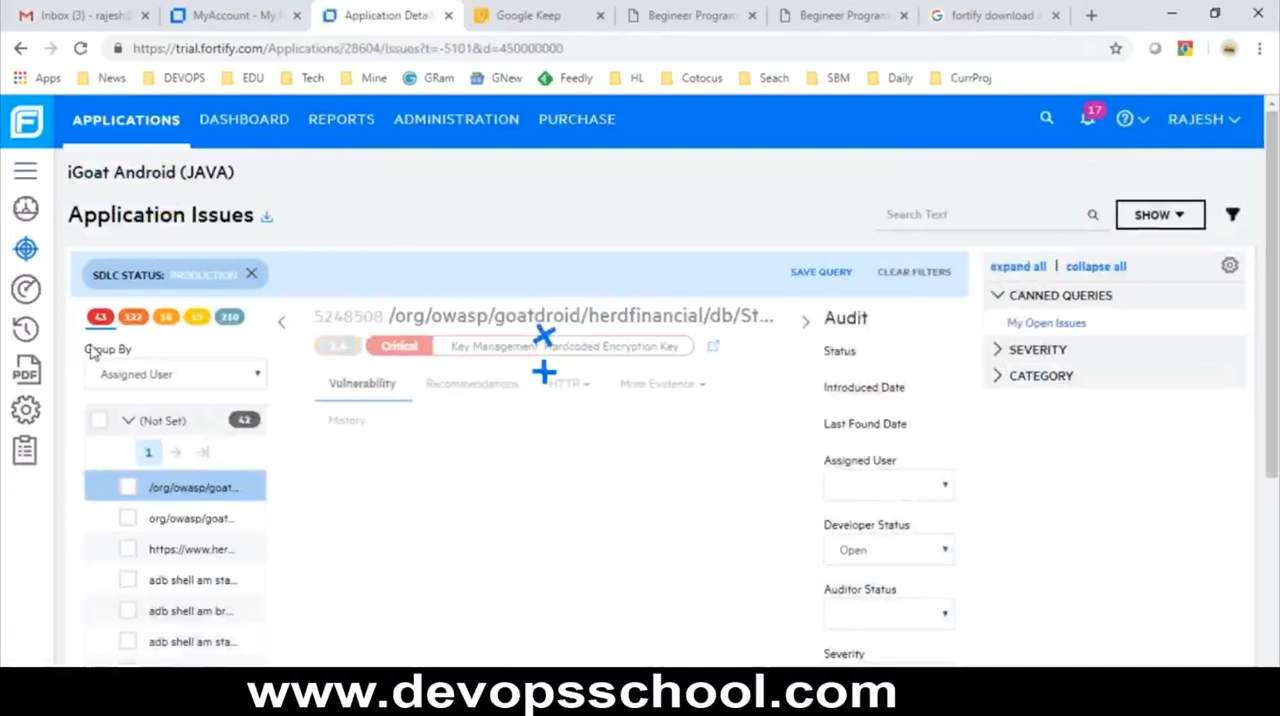 Inbox (17) - rajesh@
MyAccount - My
Application Detai
Google Keep
Begineer Program
Begineer Program
fortify download -
https://trial.fortify.com/Applications/28604/Issues?t=-5101&d=450000000
Apps
News
DEVOPS
EDU
Tech
Mine
GRam
GNew
Feedly
HL
Cotocus
Seach
SBM
Daily
CurrProj
APPLICATIONS
DASHBOARD
REPORTS
ADMINISTRATION
PURCHASE
17
RAJESH
iGoat Android (JAVA)
Application Issues
Search Text
SHOW
SDLC STATUS: PRODUCTION
SAVE QUERY
CLEAR FILTERS
expand all | collapse all
43 122 18 210
5248508 /org/owasp/goatdroid/herdfinancial/db/St...
Audit
CANNED QUERIES
My Open Issues
Group By
Critical
Key Management: Hardcoded Encryption Key
Status
SEVERITY
Assigned User
Vulnerability
Recommendations
HTTP
More Evidence
Introduced Date
CATEGORY
(Not Set)
42
History
Last Found Date
1
Assigned User
/org/owasp/goat...
org/owasp/goat...
Developer Status
https://www.her...
Open
adb shell am sta...
Auditor Status
adb shell am br...
adb shell am sta...
Severity
PDF
www.devopsschool.com